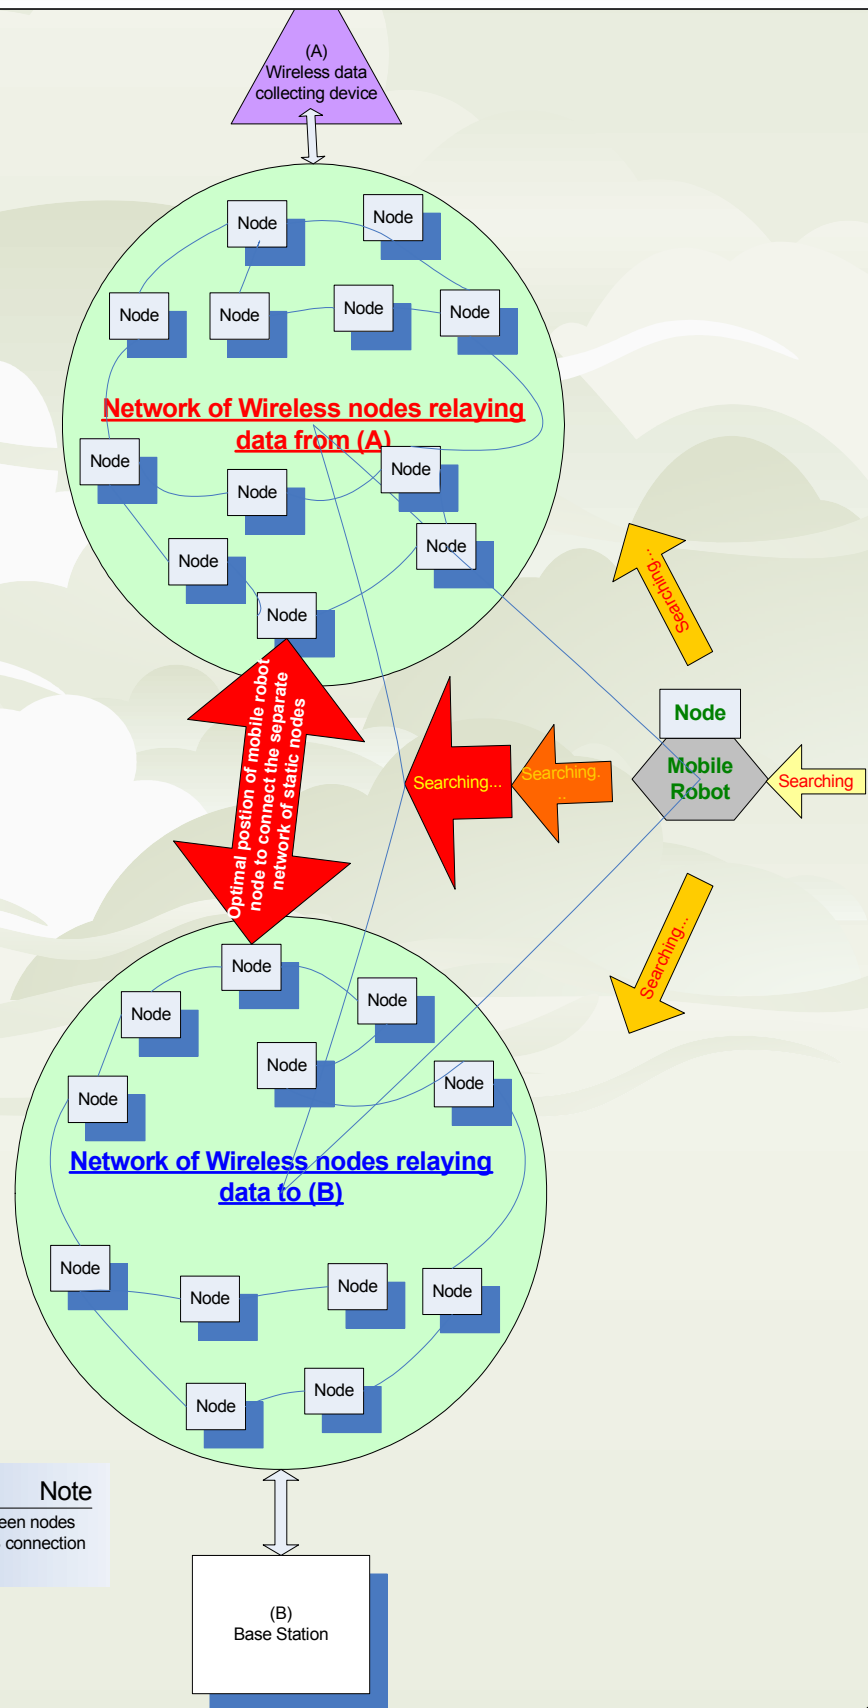 (A)
Wireless data
collecting device
Node
Node
Node
Node
Node
Node
Network of Wireless nodes relaying
data from (A)
Node
Node
Node
Node
Node
Node
Optimal postion of mobile robot
node to connect the separate
network of static nodes
Searching...
Searching...
Searching.
..
Node
Mobile
Robot
Searching
Searching...
Node
Node
Node
Node
Node
Node
Network of Wireless nodes relaying
data to (B)
Node
Node
Node
Node
Node
Node
Note
een nodes
connection
(B)
Base Station